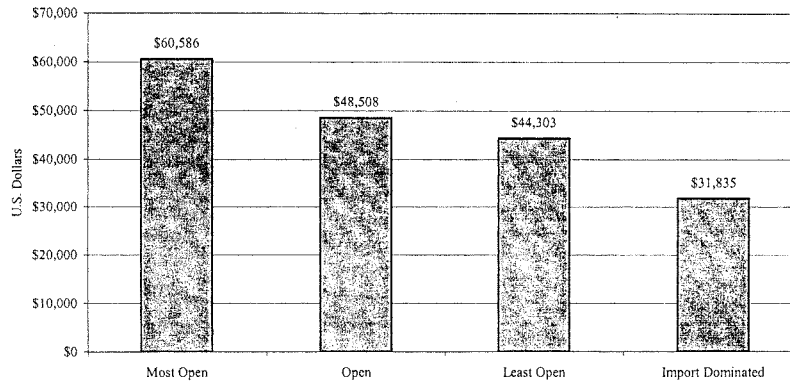 $70,000
$60,586
$60,000
$50,000
$48,508
$44,303
$40,000
$31,835
$30,000
$20,000
$10,000
$0
U.S. Dollars
Most Open
Open
Least Open
Import Dominated